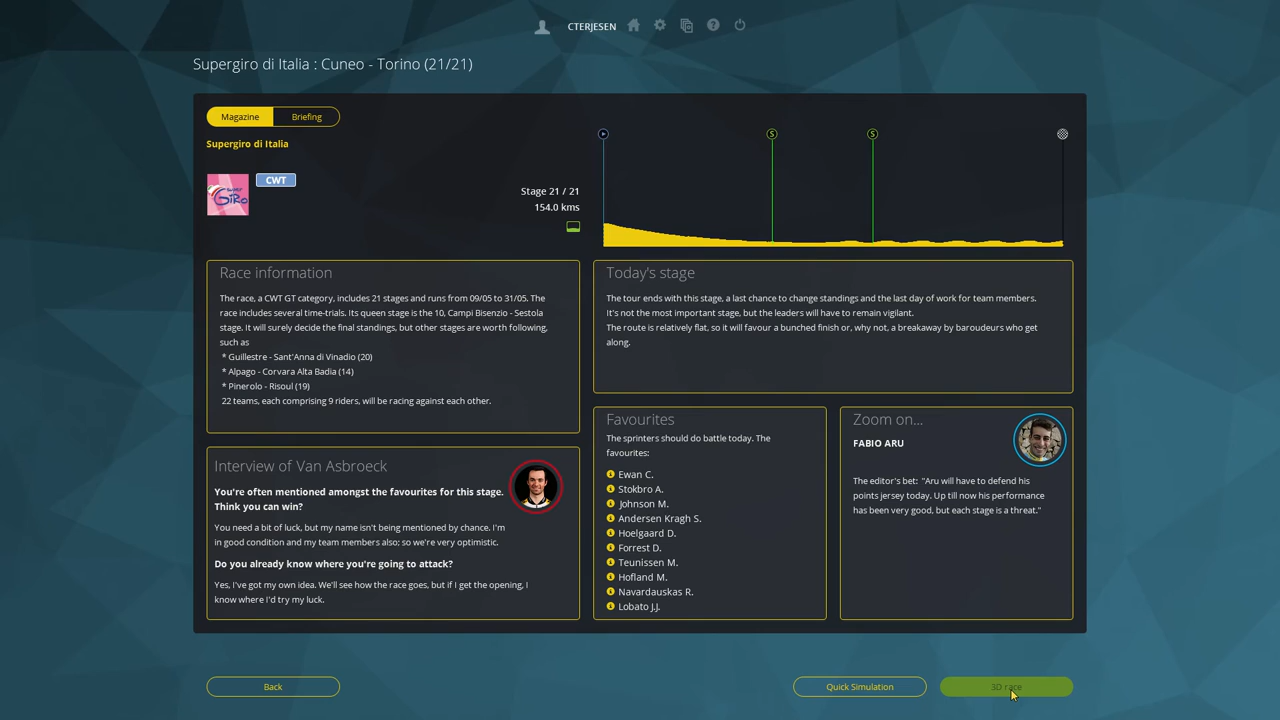 CTERJESEN
Supergiro di Italia : Cuneo - Torino (21/21)
Magazine
Briefing
Supergiro di Italia
GIRO
CWT
Stage 21 / 21
154.0 kms
S
S
Race information
The race, a CWT GT category, includes 21 stages and runs from 09/05 to 31/05. The
race includes several time-trials. Its queen stage is the 10, Campi Bisenzio - Sestola
stage. It will surely decide the final standings, but other stages are worth following,
such as
* Guillestre - Sant'Anna di Vinadio (20)
* Alpago - Corvara Alta Badia (14)
* Pinerolo - Risoul (19)
22 teams, each comprising 9 riders, will be racing against each other.
Today's stage
The tour ends with this stage, a last chance to change standings and the last day of work for team members.
It's not the most important stage, but the leaders will have to remain vigilant.
The route is relatively flat, so it will favour a bunched finish or, why not, a breakaway by baroudeurs who get
along.
Interview of Van Asbroeck
You're often mentioned amongst the favourites for this stage.
Think you can win?
You need a bit of luck, but my name isn't being mentioned by chance. I'm
in good condition and my team members also; so we're very optimistic.
Do you already know where you're going to attack?
Yes, I've got my own idea. We'll see how the race goes, but if I get the opening, I
know where I'd try my luck.
Favourites
The sprinters should do battle today. The
favourites:
Ewan C.
Stokbro A.
Johnson M.
Andersen Kragh S.
Hoelgaard D.
Forrest D.
Teunissen M.
Hofland M.
Navardauskas R.
Lobato J.J.
Zoom on...
FABIO ARU
The editor's bet:  "Aru will have to defend his
points jersey today. Up till now his performance
has been very good, but each stage is a threat."
Back
Quick Simulation
3D race